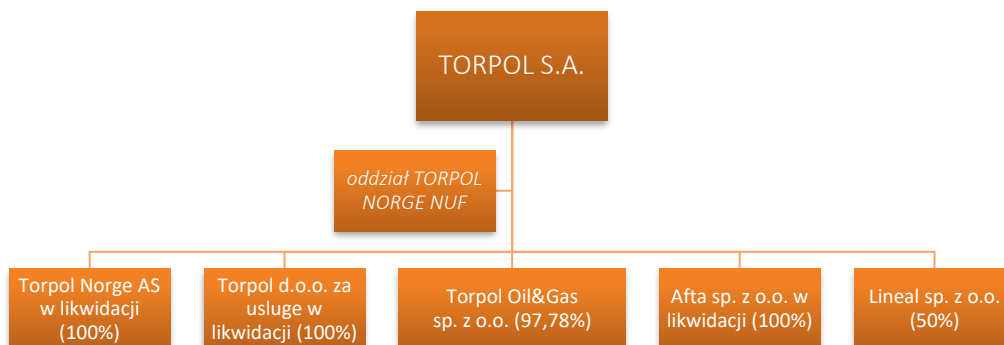 TORPOL S.A.
oddział TORPOL
NORGE NUF
Torpol Norge AS
w likwidacji
(100%)
Torpol d.o.o. za
usluge w
likwidacji (100%)
Torpol Oil&Gas
sp. z o.o. (97,78%)
Afta sp. z o.o. w
likwidacji (100%)
Lineal sp. z o.o.
(50%)